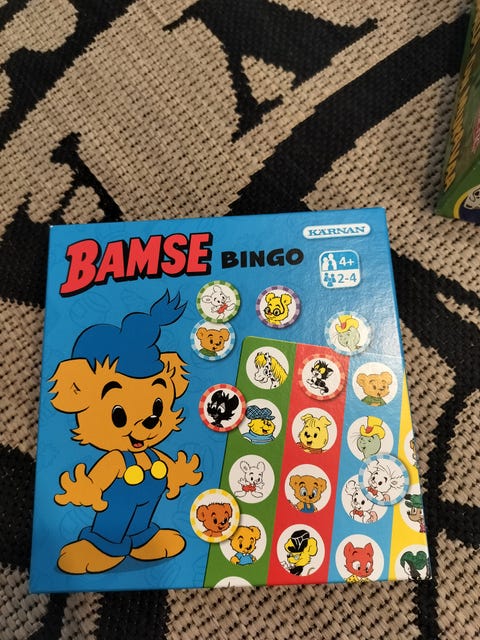 KÄRNAN
BAMSE BINGO
4+
2-4